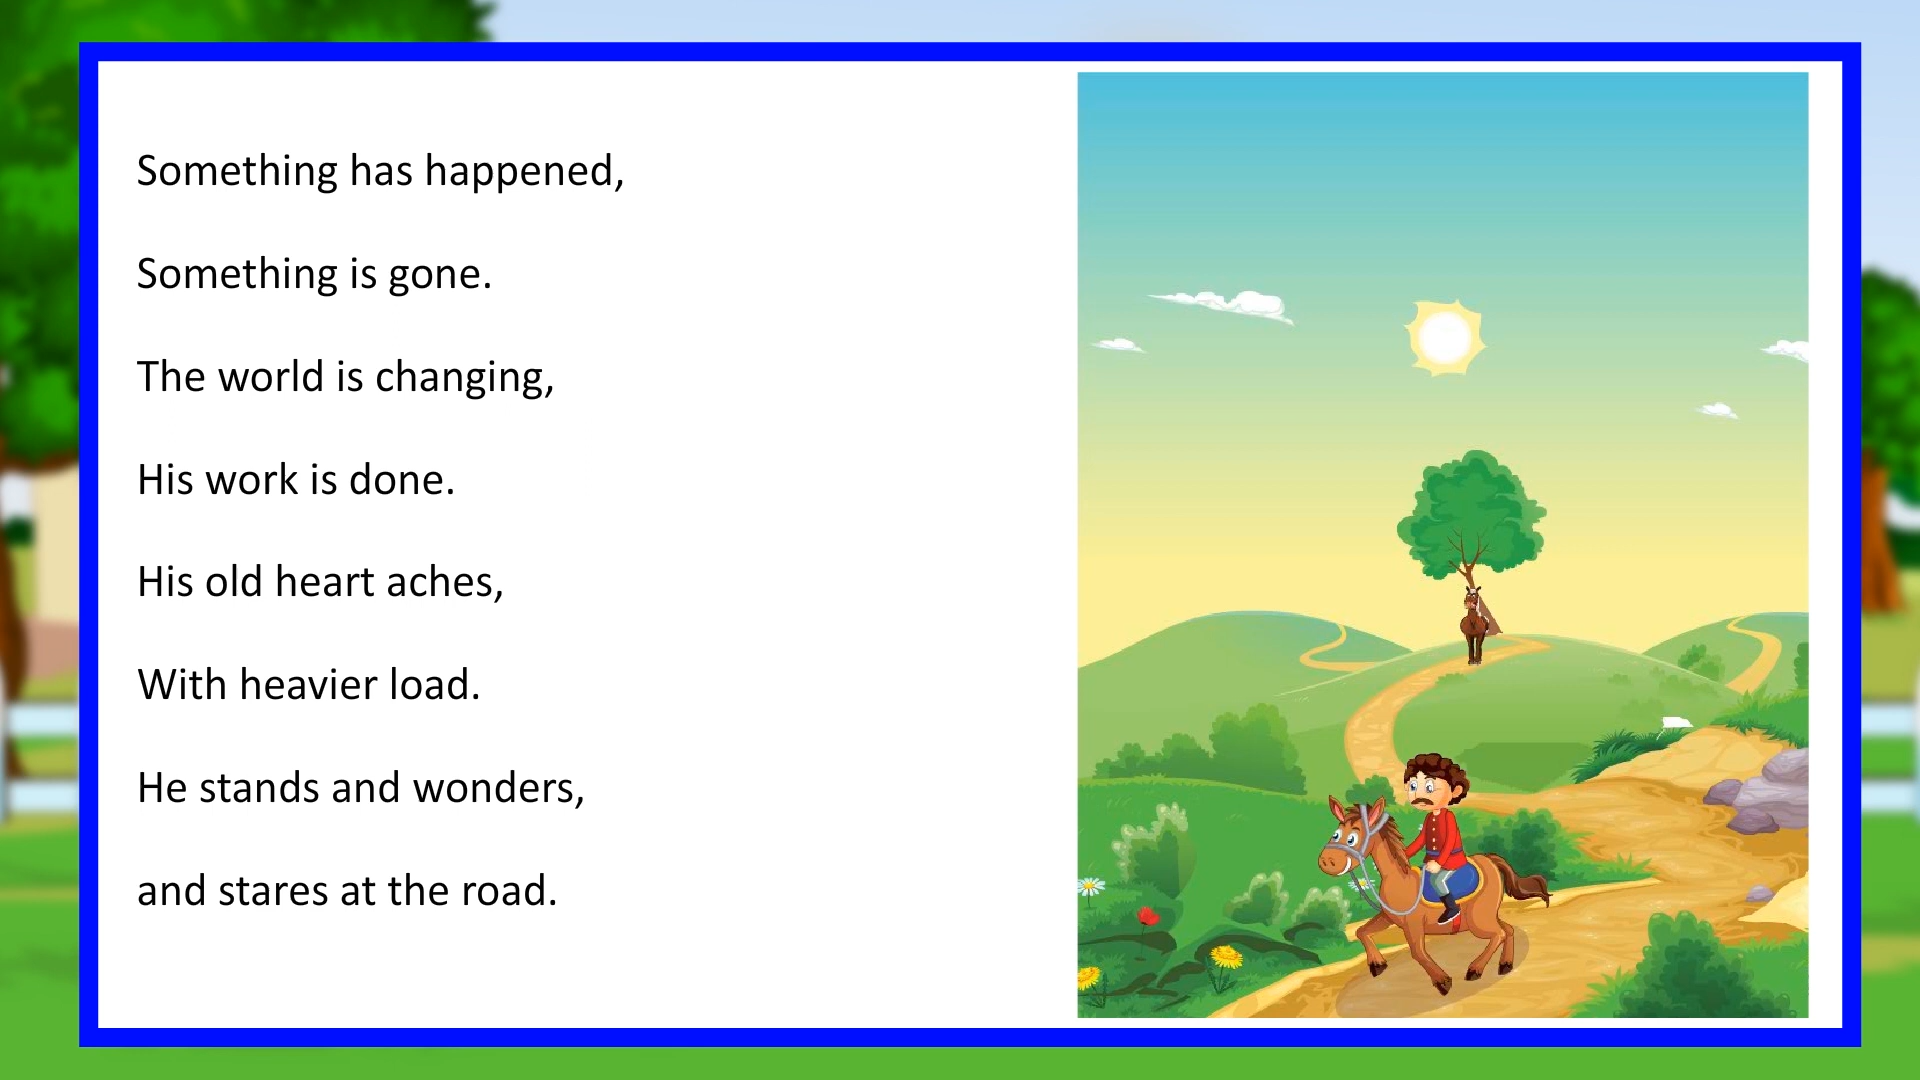 Something has happened,
Something is gone.
The world is changing,
His work is done.
His old heart aches,
With heavier load.
He stands and wonders,
and stares at the road.